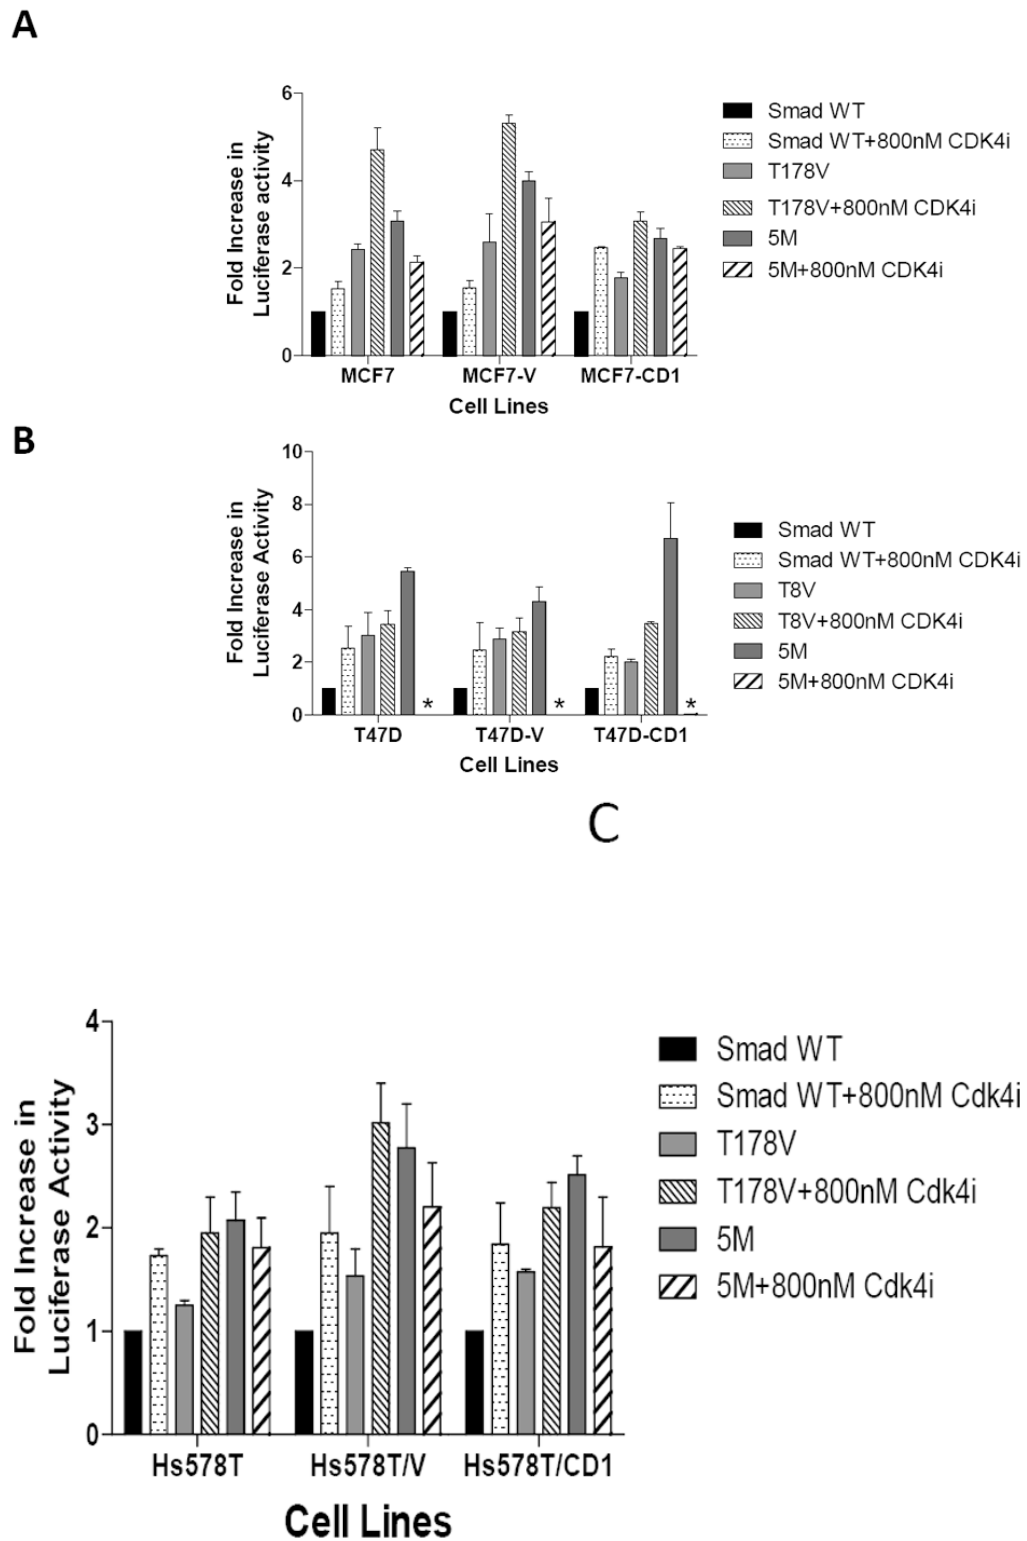 A
6
4
2
0
Fold Increase in
Luciferase activity
MCF7 MCF7-V MCF7-CD1
Cell Lines
Smad WT
Smad WT+800nM CDK4i
T178V
T178V+800nM CDK4i
5M
5M+800nM CDK4i
B
10
8
6
4
2
0
Fold Increase in
Luciferase Activity
* * *
T47D T47D-V T47D-CD1
Cell Lines
Smad WT
Smad WT+800nM CDK4i
T8V
T8V+800nM CDK4i
5M
5M+800nM CDK4i
C
4
3
2
1
0
Fold Increase in
Luciferase Activity
Hs578T Hs578T/V Hs578T/CD1
Cell Lines
Smad WT
Smad WT+800nM Cdk4i
T178V
T178V+800nM Cdk4i
5M
5M+800nM Cdk4i